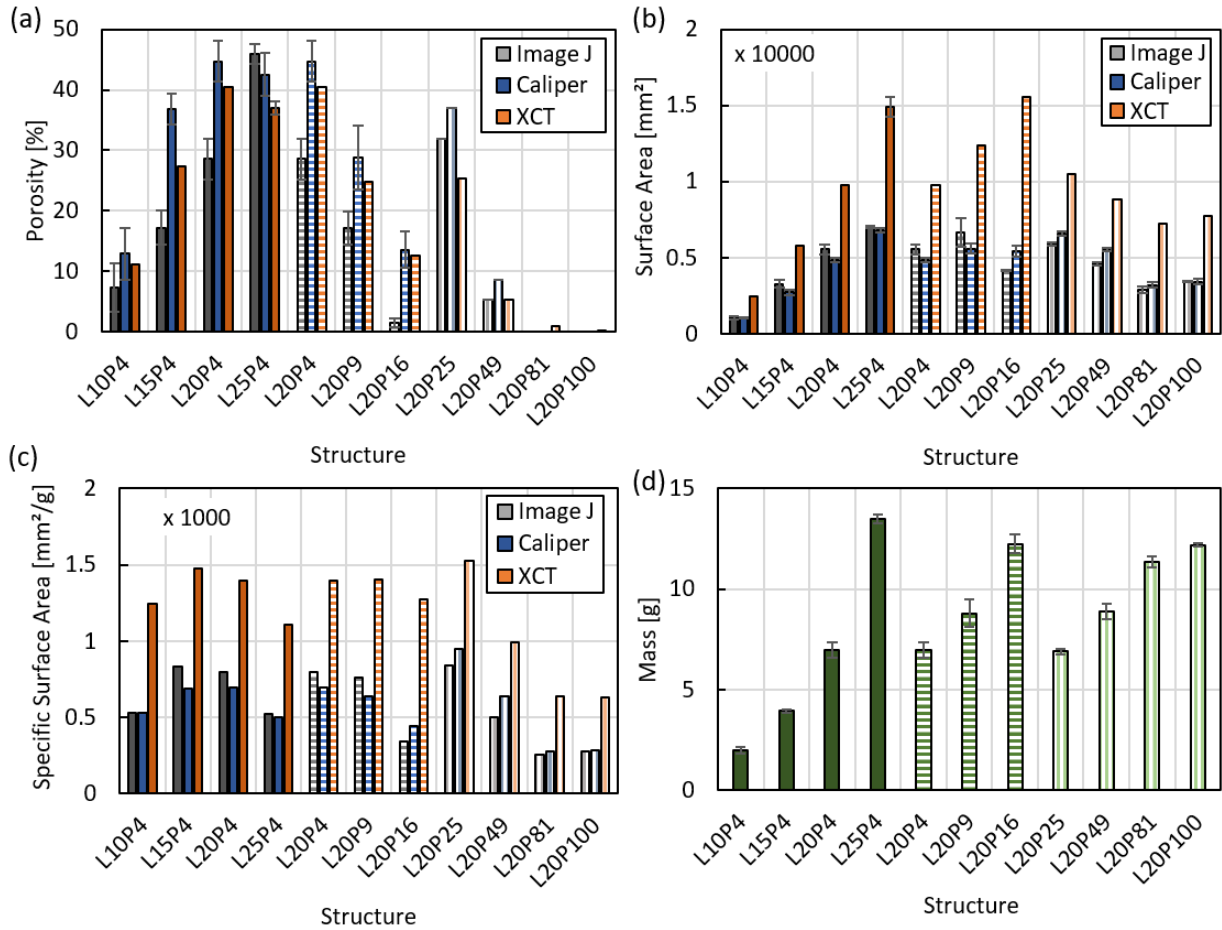 (a)
50
40
30
20
10
0
Porosity [%]
Image J
Caliper
XCT
L10P4
L15P4
L20P4
L25P4
L20P4
L20P9
L20P16
L20P25
L20P49
L20P81
L20P100
Structure
(b)
2
1.5
1
0.5
0
Surface Area [mm²]
x 10000
Image J
Caliper
XCT
L10P4
L15P4
L20P4
L25P4
L20P4
L20P9
L20P16
L20P25
L20P49
L20P81
L20P100
Structure
(c)
2
1.5
1
0.5
0
Specific Surface Area [mm²/g]
x 1000
Image J
Caliper
XCT
L10P4
L15P4
L20P4
L25P4
L20P4
L20P9
L20P16
L20P25
L20P49
L20P81
L20P100
Structure
(d)
15
10
5
0
Mass [g]
L10P4
L15P4
L20P4
L25P4
L20P4
L20P9
L20P16
L20P25
L20P49
L20P81
L20P100
Structure